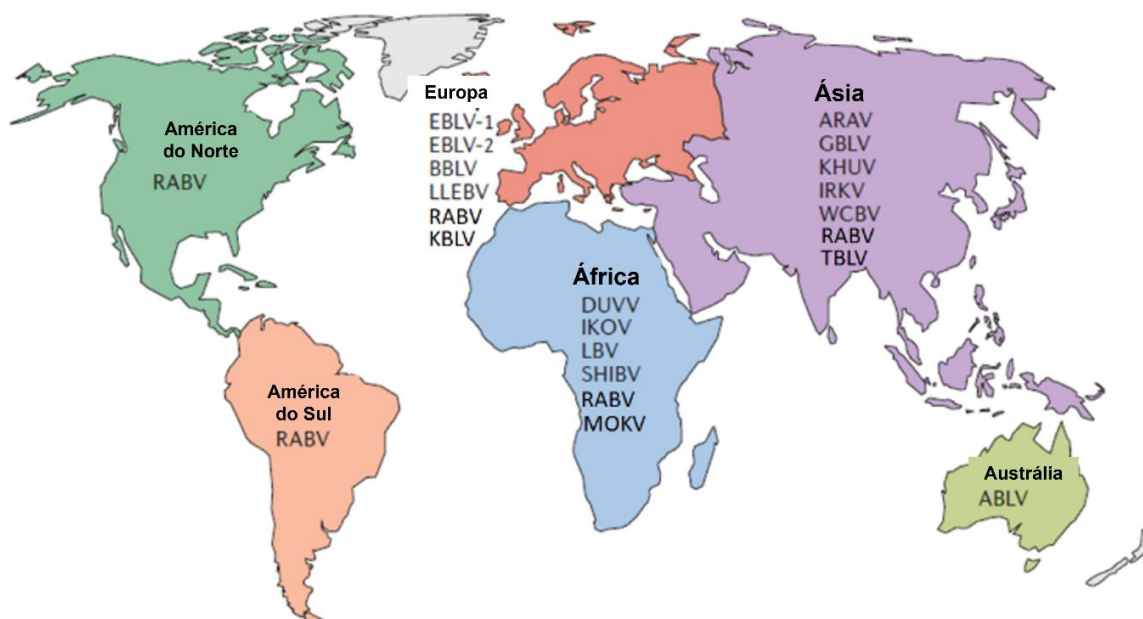 América
do Norte
RABV
Europa
EBLV-1
EBLV-2
BBLV
LLEBV
RABV
KBLV
Ásia
ARAV
GBLV
KHUV
IRKV
WCBV
RABV
TBLV
África
DUVV
IKOV
LBV
SHIBV
RABV
MOKV
América
do Sul
RABV
Austrália
ABLV